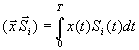 (x⃗ S⃗ᵢ) = ∫₀ᵀ x(t)Sᵢ(t)dt